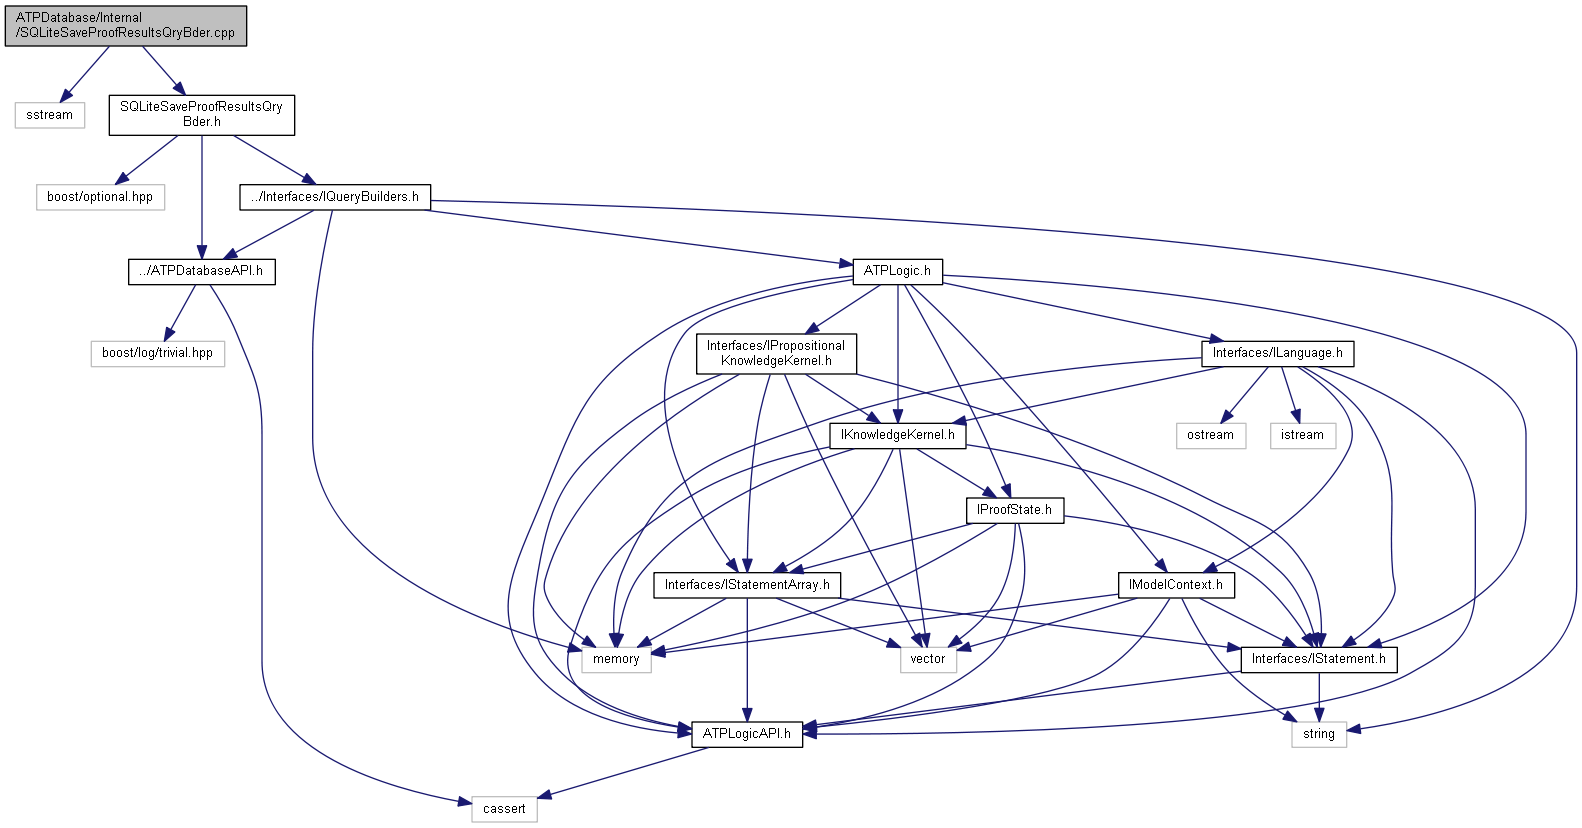 ATPDatabase/Internal
/SQLiteSaveProofResultsQryBder.cpp
sstream
SQLiteSaveProofResultsQry
Bder.h
boost/optional.hpp
../Interfaces/IQueryBuilders.h
../ATPDatabaseAPI.h
ATPLogic.h
boost/log/trivial.hpp
Interfaces/IPropositional
KnowledgeKernel.h
Interfaces/ILanguage.h
IKnowledgeKernel.h
ostream
istream
IProofState.h
Interfaces/IStatementArray.h
IModelContext.h
memory
vector
Interfaces/IStatement.h
ATPLogicAPI.h
string
cassert